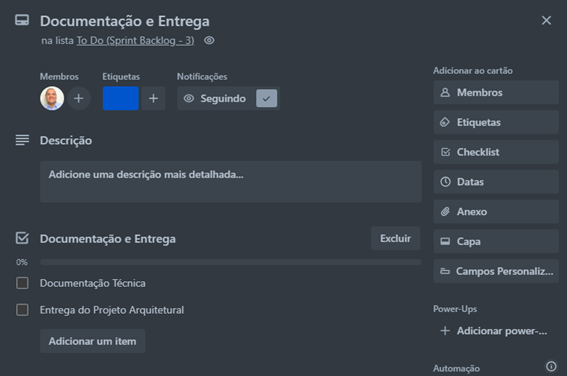 Documentação e Entrega
na lista To Do (Sprint Backlog - 3)
Membros
Etiquetas
Notificações
Seguindo
Descrição
Adicione uma descrição mais detalhada...
Documentação e Entrega
Excluir
0%
Documentação Técnica
Entrega do Projeto Arquitetural
Adicionar um item
Adicionar ao cartão
Membros
Etiquetas
Checklist
Datas
Anexo
Capa
Campos Personaliz...
Power-Ups
Adicionar power-...
Automação